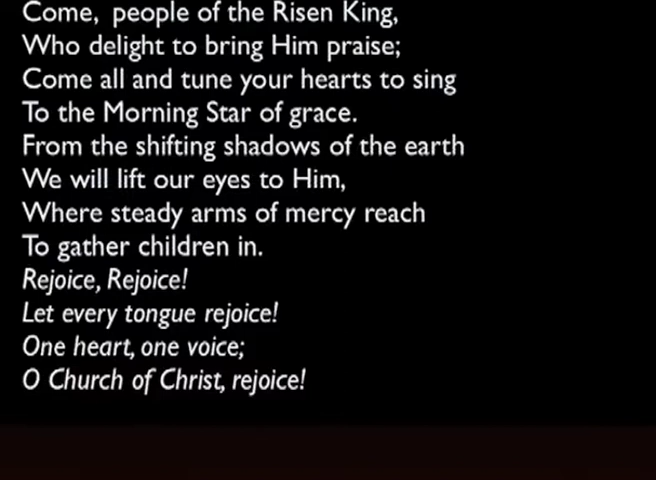 Come, people of the Risen King,
Who delight to bring Him praise;
Come all and tune your hearts to sing
To the Morning Star of grace.
From the shifting shadows of the earth
We will lift our eyes to Him,
Where steady arms of mercy reach
To gather children in.
Rejoice, Rejoice!
Let every tongue rejoice!
One heart, one voice;
O Church of Christ, rejoice!